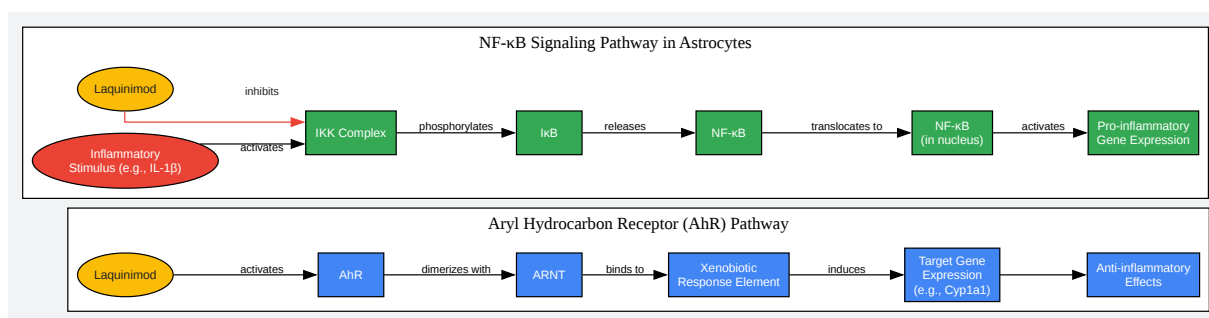 NF-κB Signaling Pathway in Astrocytes
Laquinimod
inhibits
Inflammatory
Stimulus (e.g., IL-1β)
activates
IKK Complex
phosphorylates
IκB
releases
NF-κB
translocates to
NF-κB
(in nucleus)
activates
Pro-inflammatory
Gene Expression
Aryl Hydrocarbon Receptor (AhR) Pathway
Laquinimod
activates
AhR
dimerizes with
ARNT
binds to
Xenobiotic
Response Element
induces
Target Gene
Expression
(e.g., Cyp1a1)
Anti-inflammatory
Effects